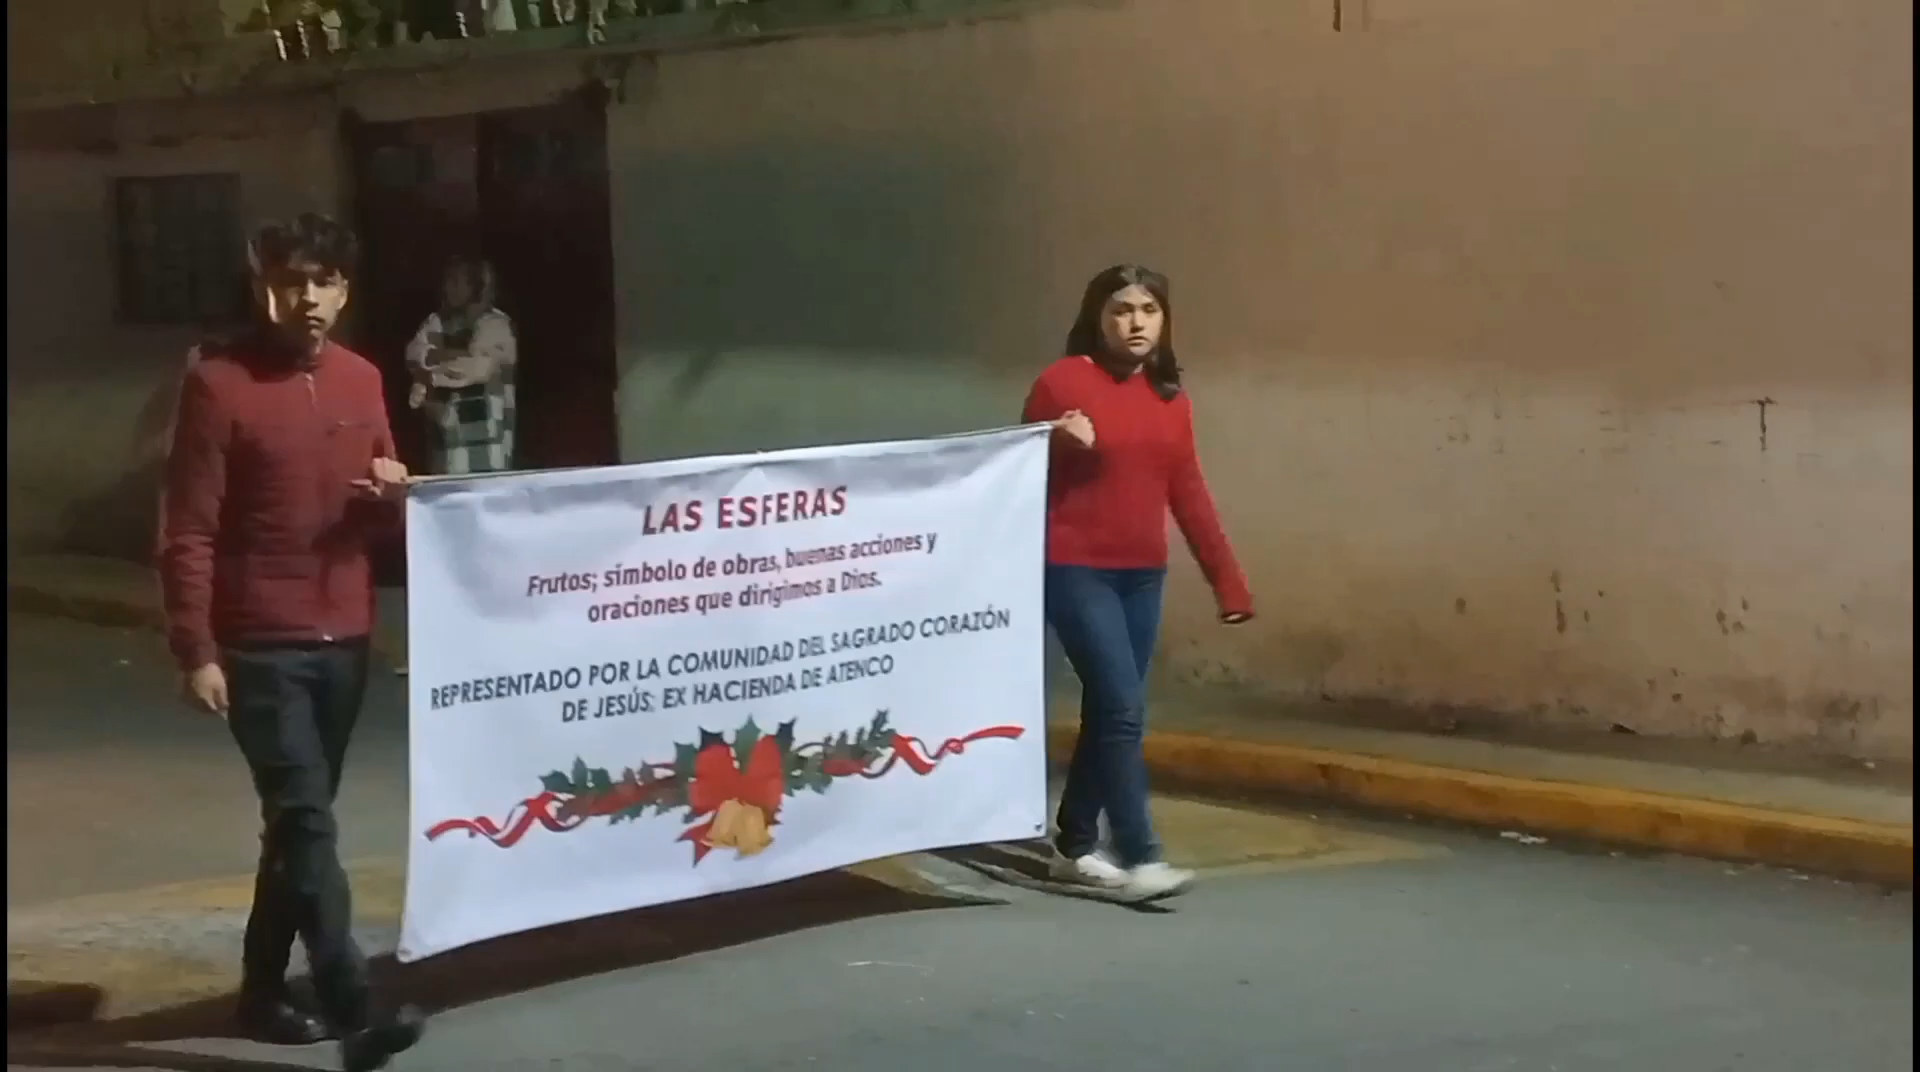 LAS ESFERAS
Frutos; símbolo de obras, buenas acciones y
oraciones que dirigimos a Dios.
REPRESENTADO POR LA COMUNIDAD DEL SAGRADO CORAZÓN
DE JESÚS; EX HACIENDA DE ATENCO